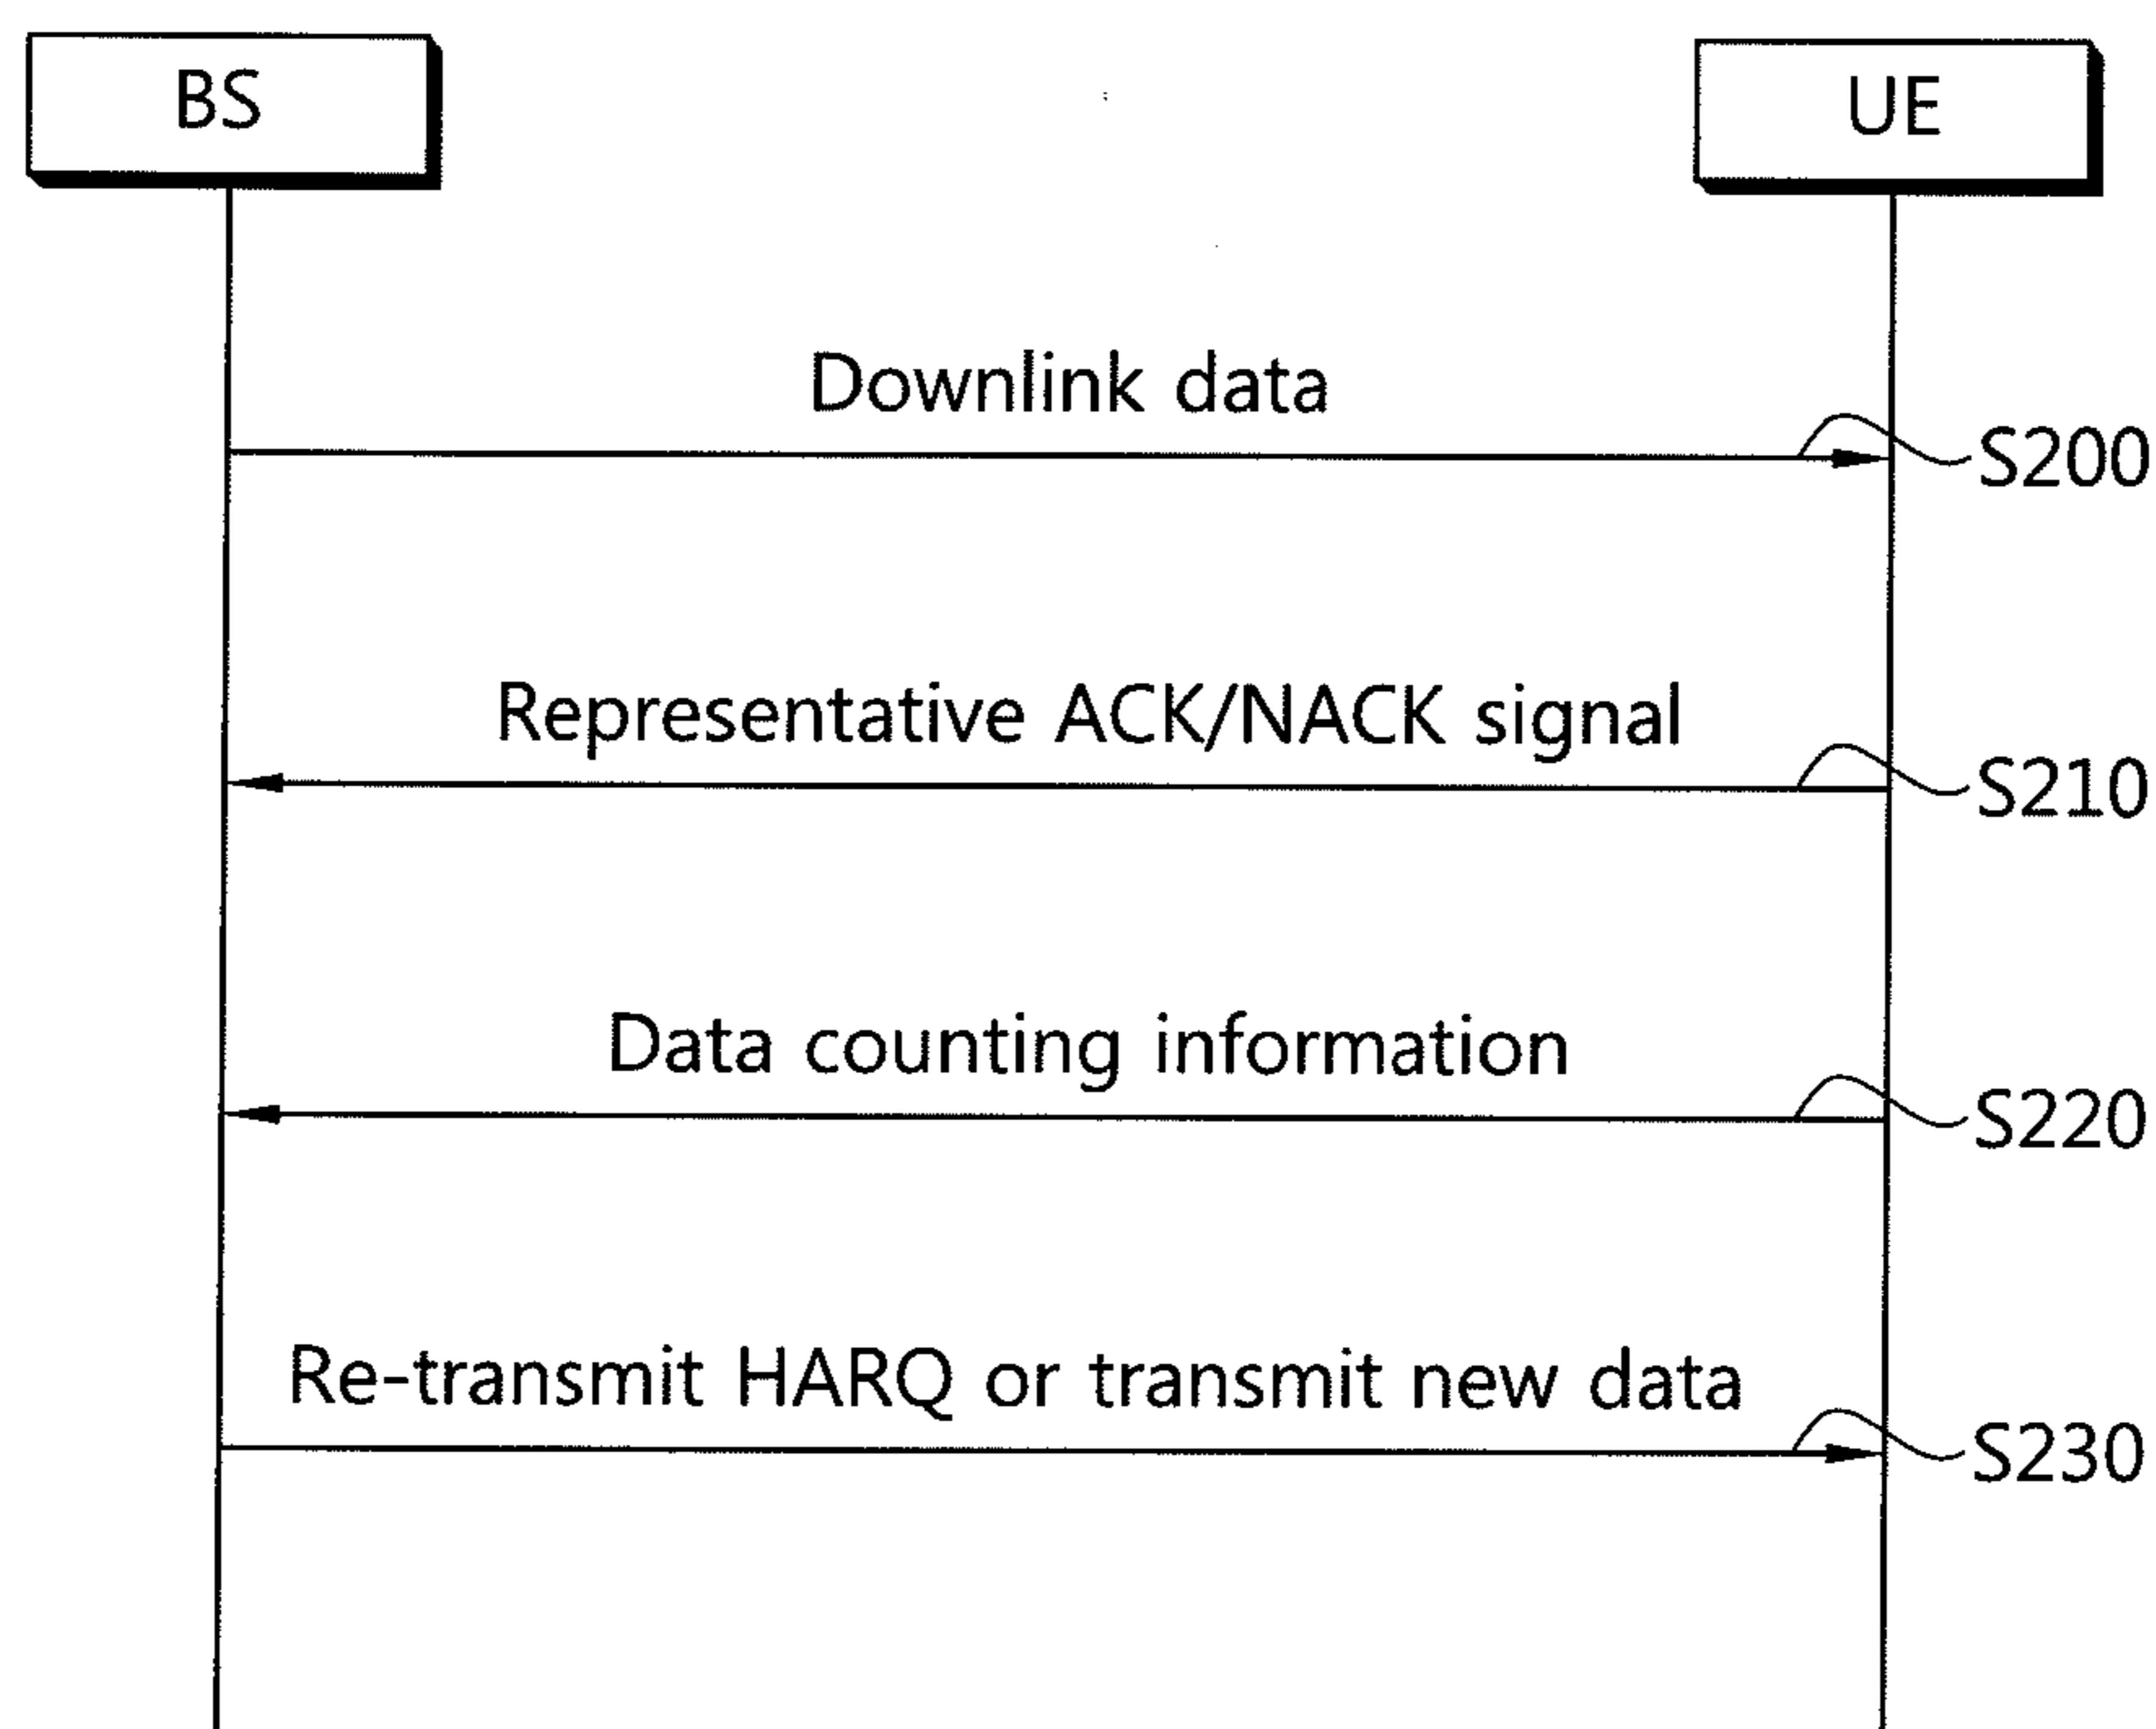 BS
UE
Downlink data
S200
Representative ACK/NACK signal
S210
Data counting information
S220
Re-transmit HARQ or transmit new data
S230